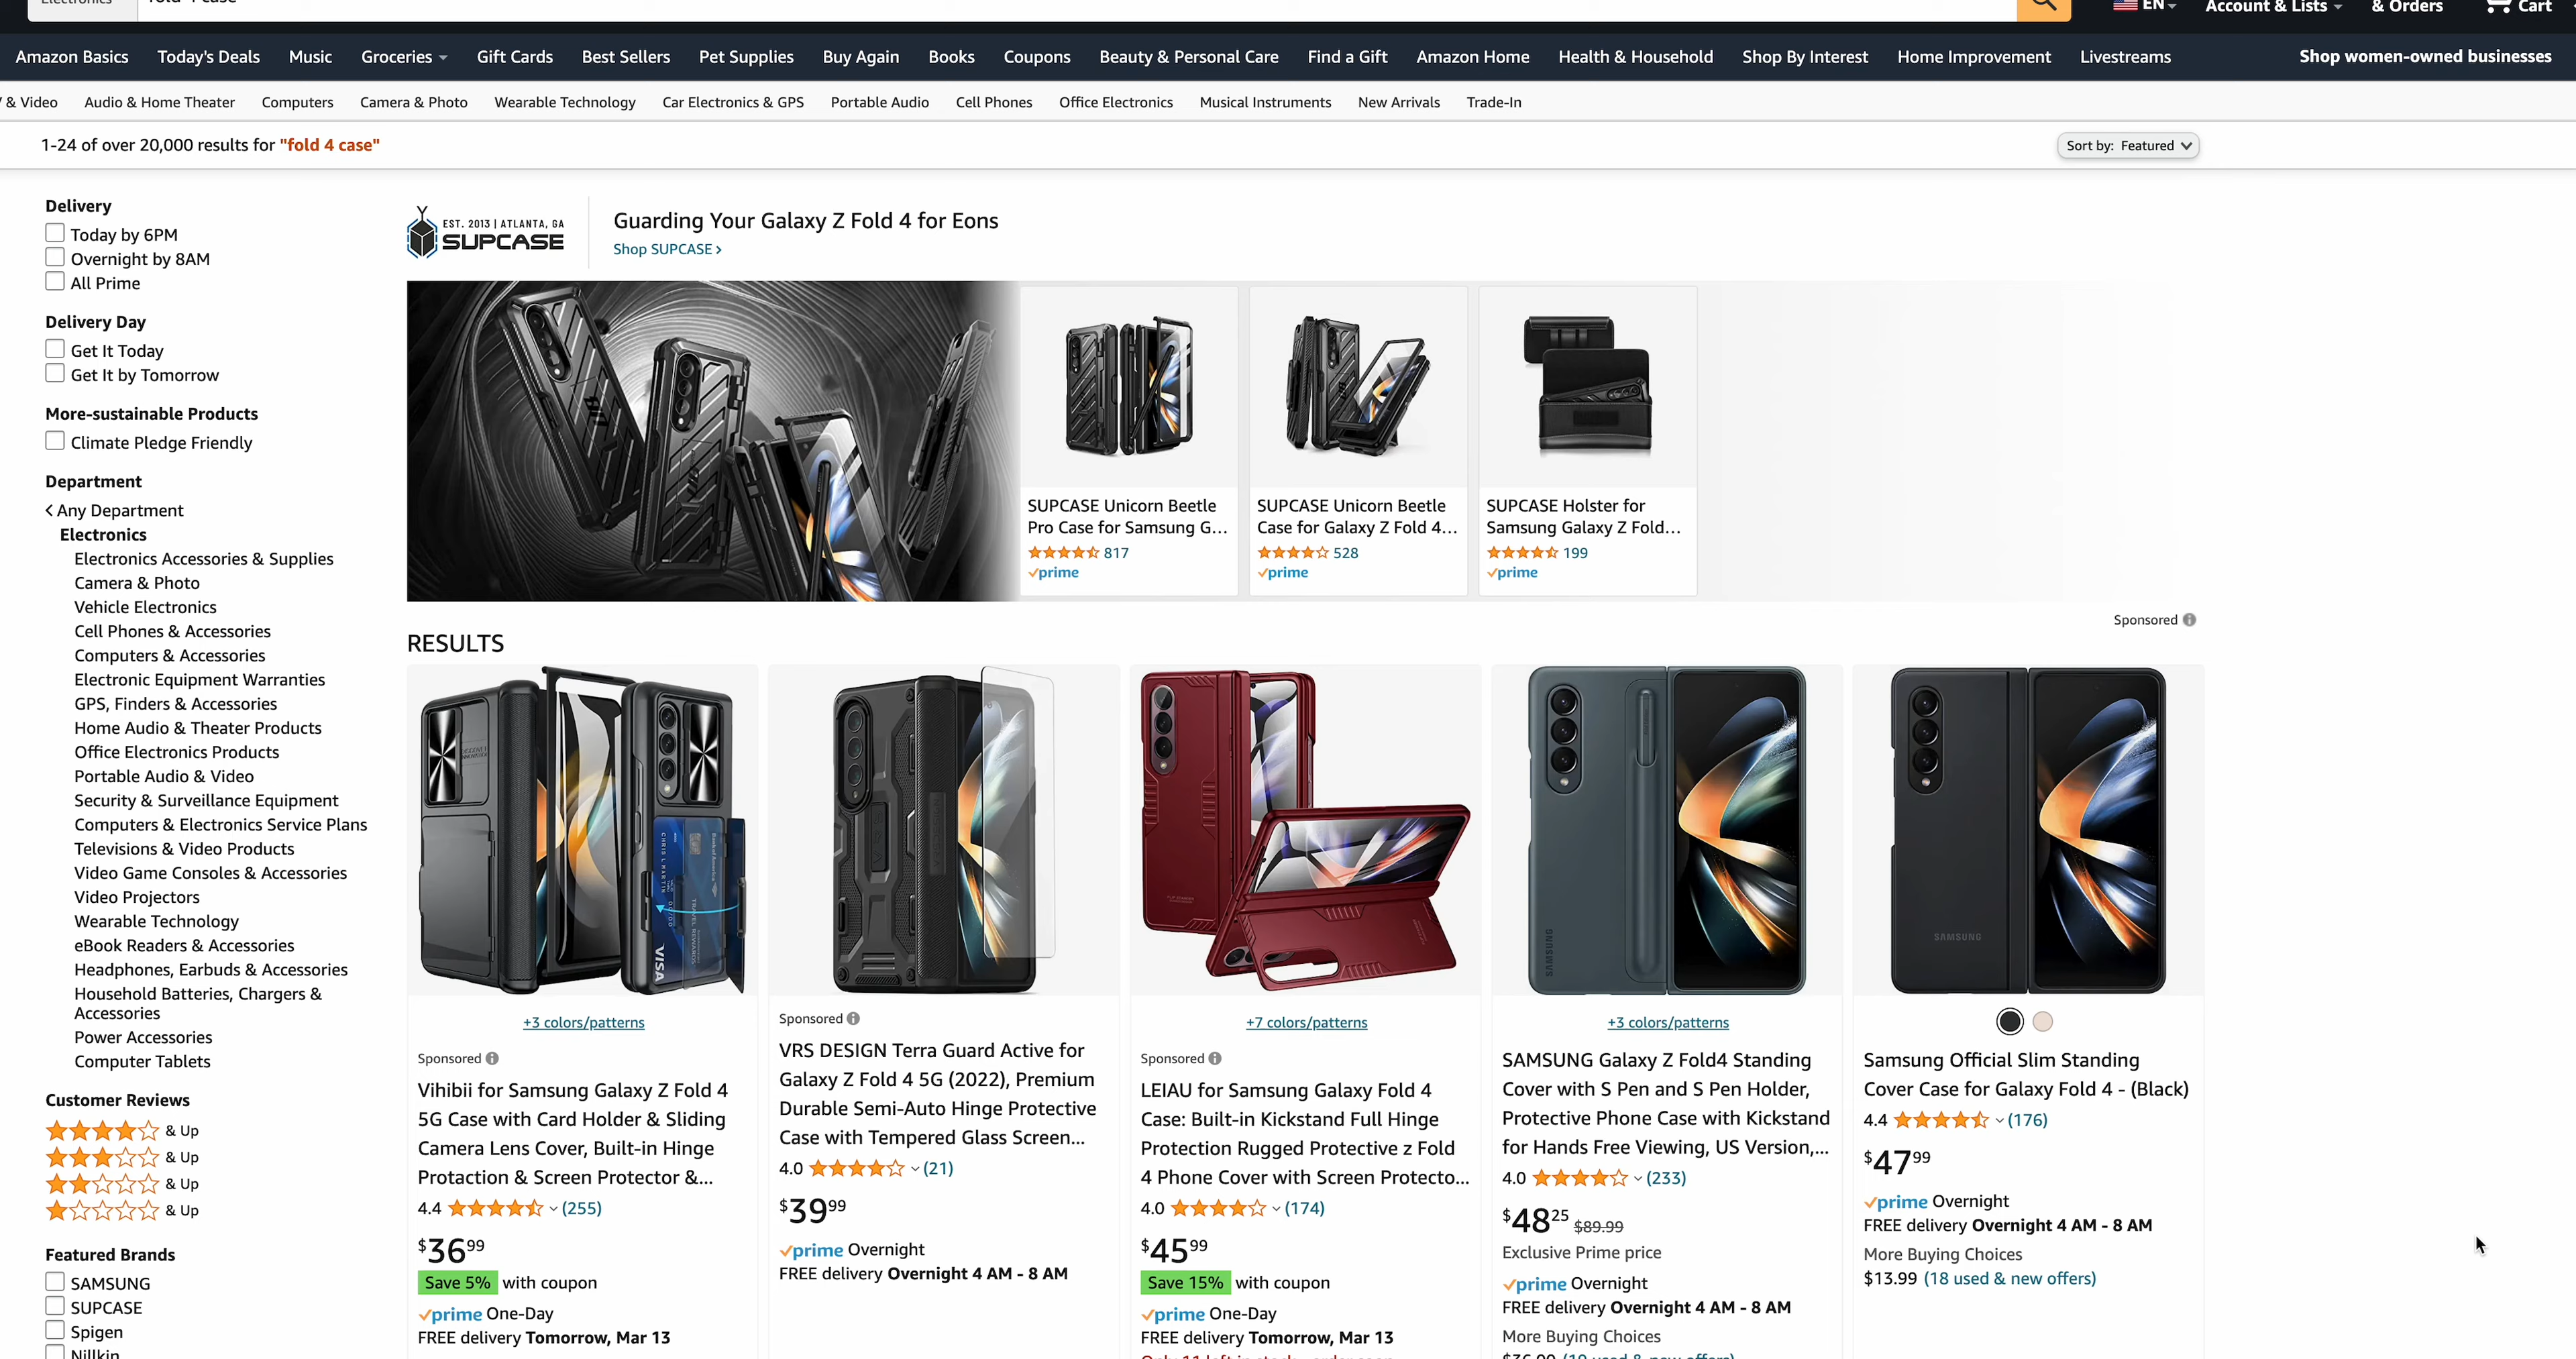 EN
Account & Lists
& Orders
Cart
Amazon Basics
Today's Deals
Music
Groceries
Gift Cards
Best Sellers
Pet Supplies
Buy Again
Books
Coupons
Beauty & Personal Care
Find a Gift
Amazon Home
Health & Household
Shop By Interest
Home Improvement
Livestreams
Shop women-owned businesses
& Video
Audio & Home Theater
Computers
Camera & Photo
Wearable Technology
Car Electronics & GPS
Portable Audio
Cell Phones
Office Electronics
Musical Instruments
New Arrivals
Trade-In
1-24 of over 20,000 results for "fold 4 case"
Sort by: Featured
Delivery
Today by 6PM
Overnight by 8AM
All Prime
Delivery Day
Get It Today
Get It by Tomorrow
More-sustainable Products
Climate Pledge Friendly
Department
Any Department
Electronics
Electronics Accessories & Supplies
Camera & Photo
Vehicle Electronics
Cell Phones & Accessories
Computers & Accessories
Electronic Equipment Warranties
GPS, Finders & Accessories
Home Audio & Theater Products
Office Electronics Products
Portable Audio & Video
Security & Surveillance Equipment
Computers & Electronics Service Plans
Televisions & Video Products
Video Game Consoles & Accessories
Video Projectors
Wearable Technology
eBook Readers & Accessories
Headphones, Earbuds & Accessories
Household Batteries, Chargers &
Accessories
Power Accessories
Computer Tablets
Customer Reviews
& Up
& Up
& Up
& Up
Featured Brands
SAMSUNG
SUPCASE
Spigen
Nillkin
EST. 2013 | ATLANTA, GA
SUPCASE
Guarding Your Galaxy Z Fold 4 for Eons
Shop SUPCASE ›
SUPCASE Unicorn Beetle
Pro Case for Samsung G...
817
prime
SUPCASE Unicorn Beetle
Case for Galaxy Z Fold 4...
528
prime
SUPCASE Holster for
Samsung Galaxy Z Fold...
199
prime
Sponsored
RESULTS
VISA
+3 colors/patterns
Sponsored
Vihibii for Samsung Galaxy Z Fold 4
5G Case with Card Holder & Sliding
Camera Lens Cover, Built-in Hinge
Protaction & Screen Protector &...
4.4 (255)
$36 99
Save 5% with coupon
prime One-Day
FREE delivery Tomorrow, Mar 13
Sponsored
VRS DESIGN Terra Guard Active for
Galaxy Z Fold 4 5G (2022), Premium
Durable Semi-Auto Hinge Protective
Case with Tempered Glass Screen...
4.0 (21)
$39 99
prime Overnight
FREE delivery Overnight 4 AM - 8 AM
+7 colors/patterns
Sponsored
LEIAU for Samsung Galaxy Fold 4
Case: Built-in Kickstand Full Hinge
Protection Rugged Protective z Fold
4 Phone Cover with Screen Protecto...
4.0 (174)
$45 99
Save 15% with coupon
prime One-Day
FREE delivery Tomorrow, Mar 13
SAMSUNG
+3 colors/patterns
SAMSUNG Galaxy Z Fold4 Standing
Cover with S Pen and S Pen Holder,
Protective Phone Case with Kickstand
for Hands Free Viewing, US Version,...
4.0 (233)
$48 25 $89.99
Exclusive Prime price
prime Overnight
FREE delivery Overnight 4 AM - 8 AM
More Buying Choices
SAMSUNG
Samsung Official Slim Standing
Cover Case for Galaxy Fold 4 - (Black)
4.4 (176)
$47 99
prime Overnight
FREE delivery Overnight 4 AM - 8 AM
More Buying Choices
$13.99 (18 used & new offers)